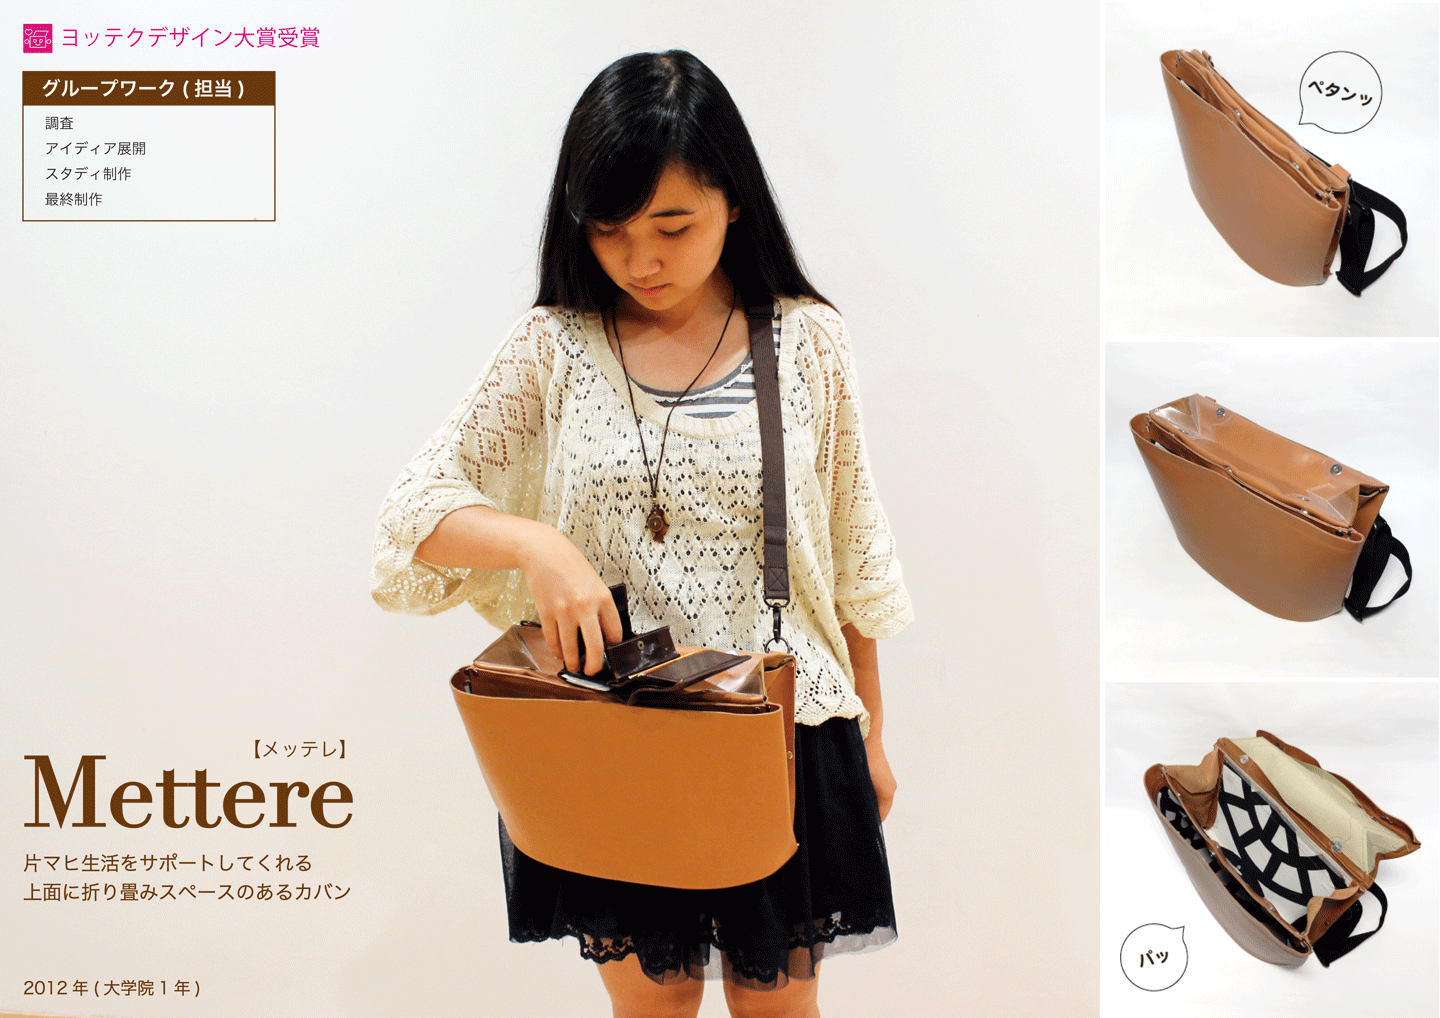 ヨッテクデザイン大賞受賞
グループワーク ( 担当 )
調査
アイディア展開
スタディ制作
最終制作
【メッテレ】
Mettere
片マヒ生活をサポートしてくれる
上面に折り畳みスペースのあるカバン
2012 年 ( 大学院 1 年 )
ペタンッ
パッ